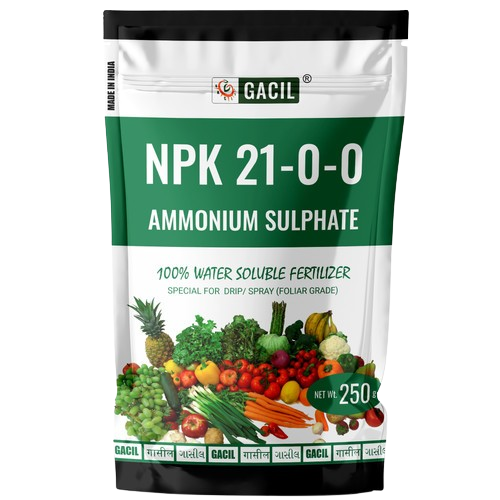 MADE IN INDIA
GACIL ®
NPK 21-0-0
AMMONIUM SULPHATE
100% WATER SOLUBLE FERTILIZER
SPECIAL FOR DRIP/ SPRAY (FOLIAR GRADE)
NET WT. 250 g
GACIL गासील ગાસીલ GACIL गासील ગાસીલ GACIL